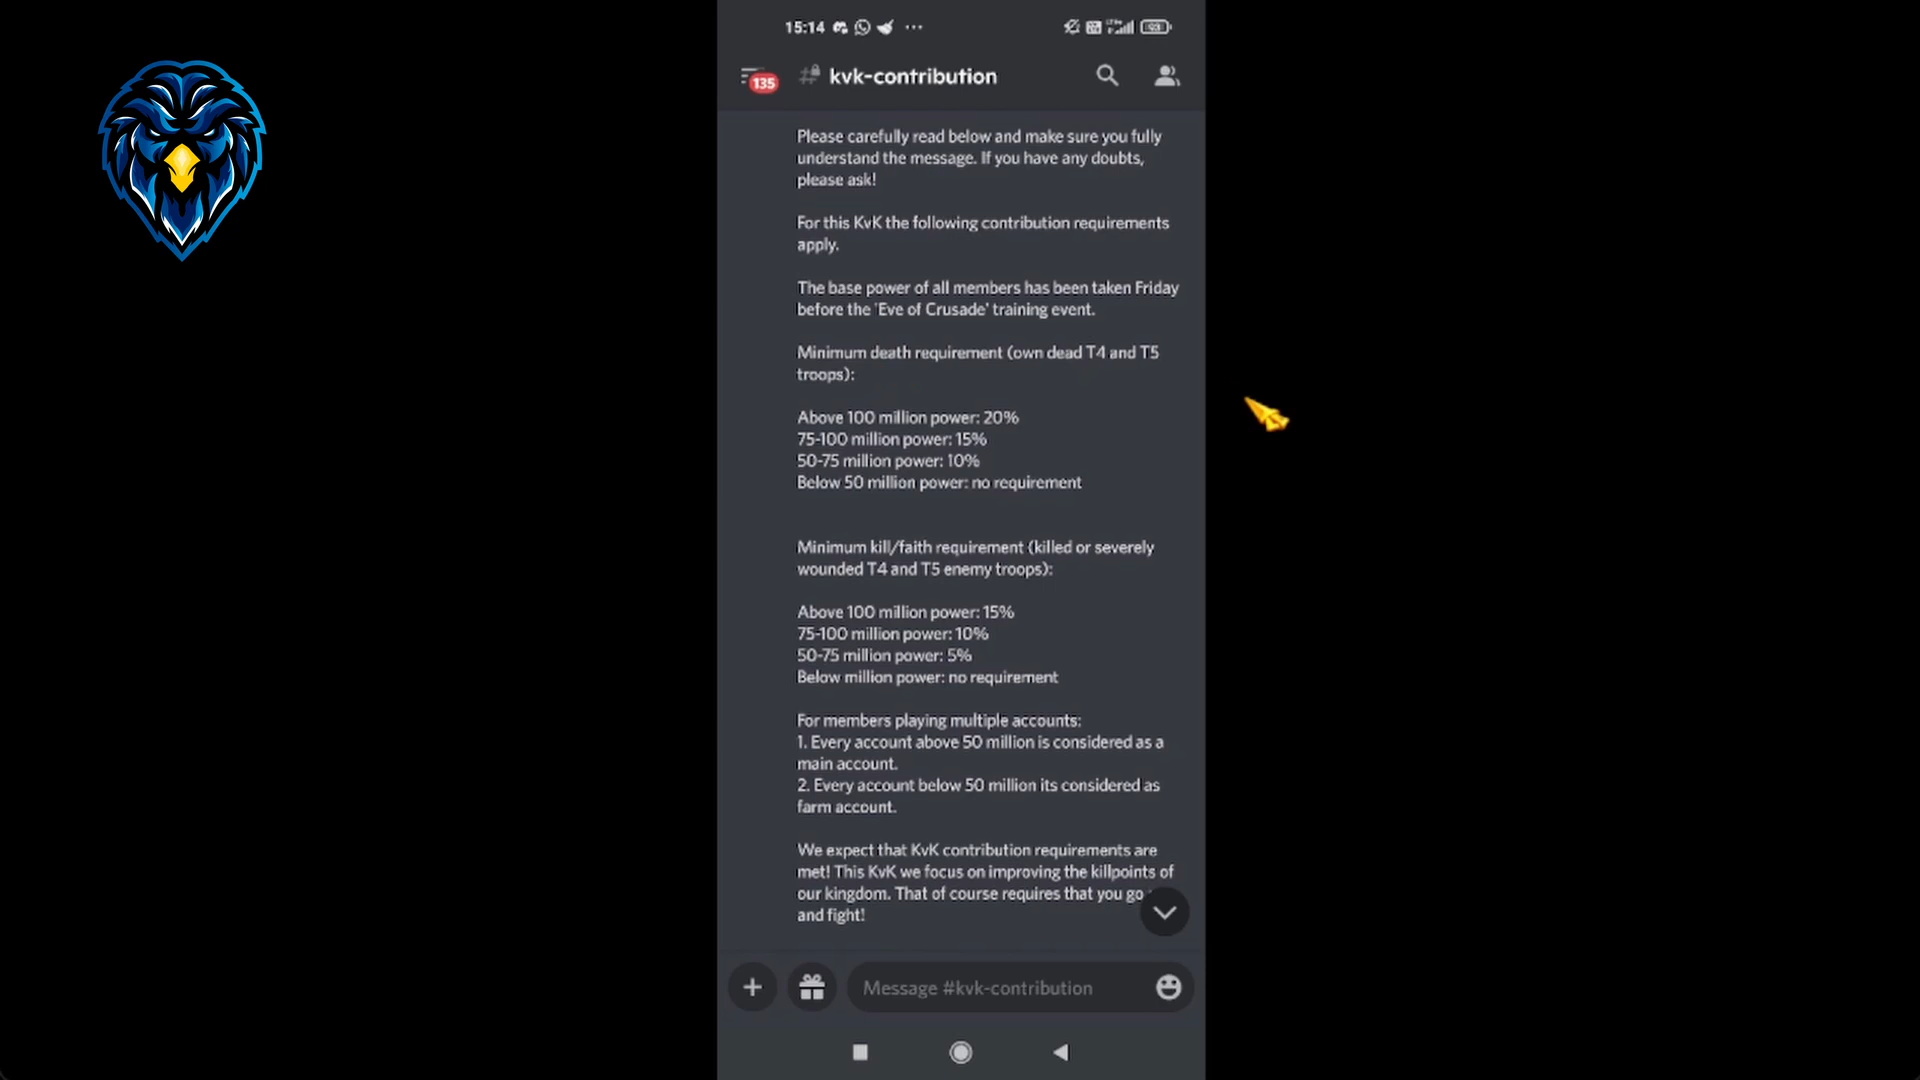 15:14
135
kvk-contribution
Please carefully read below and make sure you fully
understand the message. If you have any doubts,
please ask!
For this KvK the following contribution requirements
apply.
The base power of all members has been taken Friday
before the 'Eve of Crusade' training event.
Minimum death requirement (own dead T4 and T5
troops):
Above 100 million power: 20%
75-100 million power: 15%
50-75 million power: 10%
Below 50 million power: no requirement
Minimum kill/faith requirement (killed or severely
wounded T4 and T5 enemy troops):
Above 100 million power: 15%
75-100 million power: 10%
50-75 million power: 5%
Below million power: no requirement
For members playing multiple accounts:
1. Every account above 50 million is considered as a
main account.
2. Every account below 50 million its considered as
farm account.
We expect that KvK contribution requirements are
met! This KvK we focus on improving the killpoints of
our kingdom. That of course requires that you go
and fight!
Message #kvk-contribution